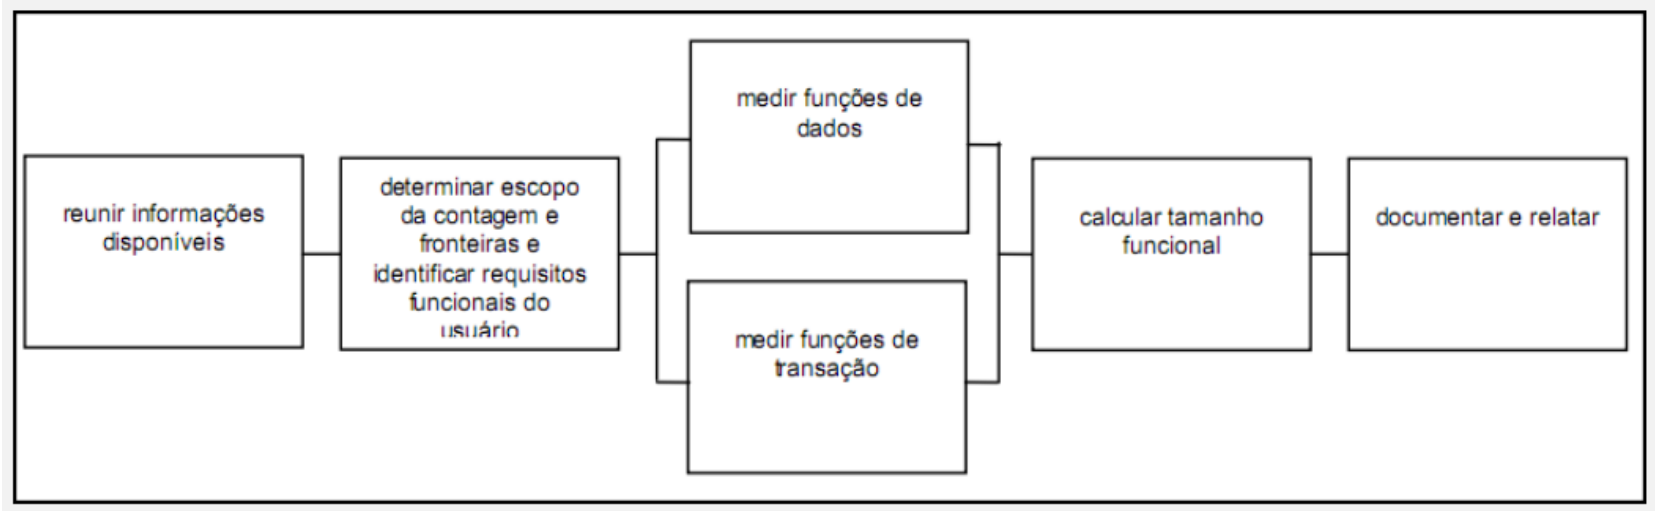 reunir informações
disponíveis
determinar escopo
da contagem e
fronteiras e
identificar requisitos
funcionais do
usuário
medir funções de
dados
medir funções de
transação
calcular tamanho
funcional
documentar e relatar